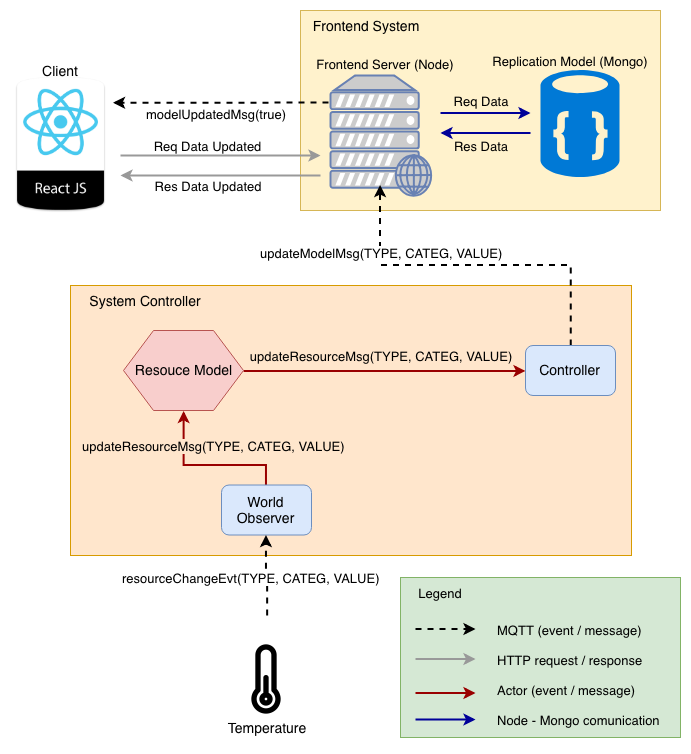 Frontend System
Frontend Server (Node)
Replication Model (Mongo)
Client
React JS
modelUpdatedMsg(true)
Req Data
Res Data
{ }
Req Data Updated
Res Data Updated
updateModelMsg(TYPE, CATEG, VALUE)
System Controller
Resouce Model
updateResourceMsg(TYPE, CATEG, VALUE)
Controller
updateResourceMsg(TYPE, CATEG, VALUE)
World
Observer
resourceChangeEvt(TYPE, CATEG, VALUE)
Temperature
Legend
MQTT (event / message)
HTTP request / response
Actor (event / message)
Node - Mongo comunication